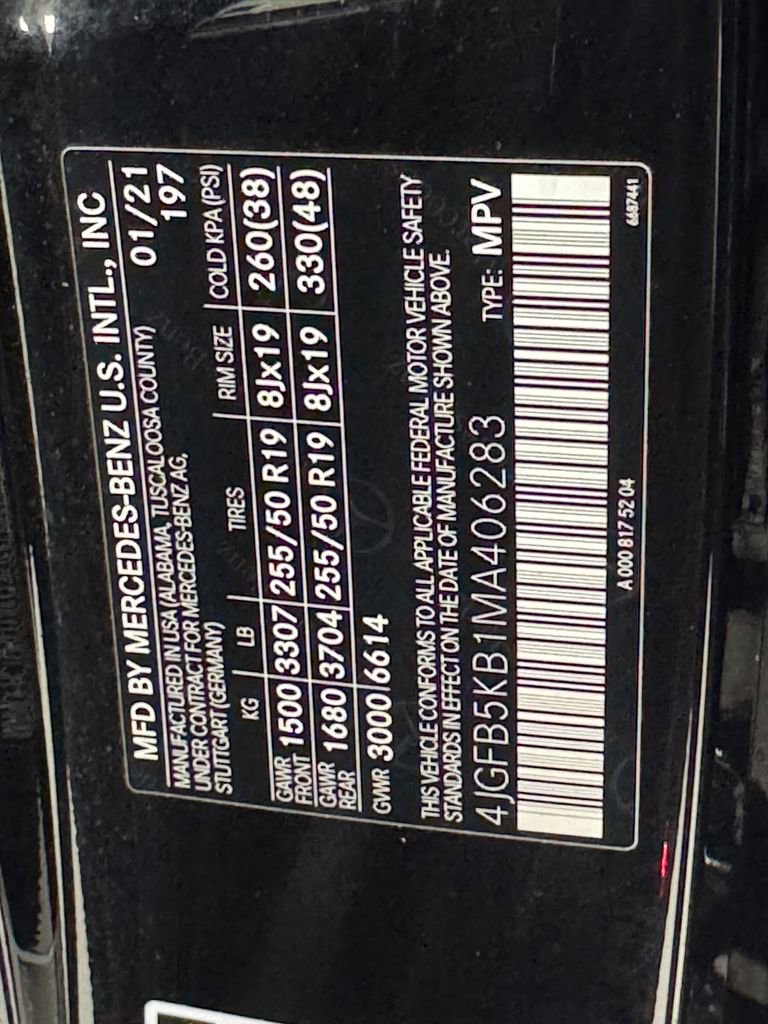 MFD BY MERCEDES-BENZ U.S. INTL., INC
MANUFACTURED IN USA (ALABAMA, TUSCALOOSA COUNTY) 01/21
UNDER CONTRACT FOR MERCEDES-BENZ AG, 197
STUTTGART (GERMANY)
KG LB TIRES RIM SIZE COLD KPA (PSI)
GAWR FRONT 1500 3307 255/50 R19 8Jx19 260(38)
GAWR REAR 1680 3704 255/50 R19 8Jx19 330(48)
GVWR 3000 6614
THIS VEHICLE CONFORMS TO ALL APPLICABLE FEDERAL MOTOR VEHICLE SAFETY
STANDARDS IN EFFECT ON THE DATE OF MANUFACTURE SHOWN ABOVE.
4JGFB5KB1MA406283 TYPE: MPV
A 000 817 52 04 6687441